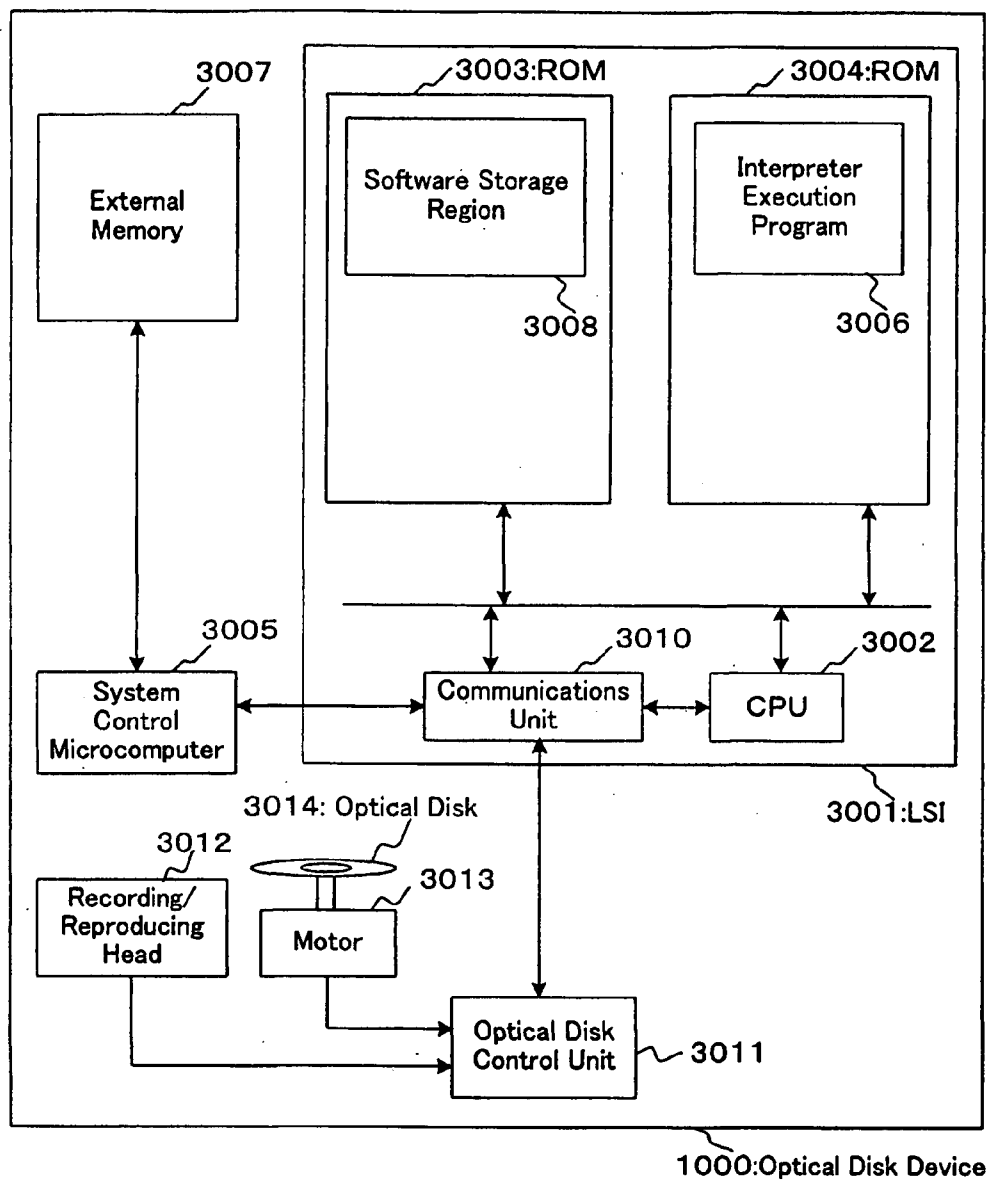 3007
External
Memory
3003:ROM
3004:ROM
Software Storage
Region
3008
Interpreter
Execution
Program
3006
3005
System
Control
Microcomputer
3010
Communications
Unit
3002
CPU
3001:LSI
3014: Optical Disk
3012
Recording/
Reproducing
Head
3013
Motor
Optical Disk
Control Unit
3011
1000:Optical Disk Device